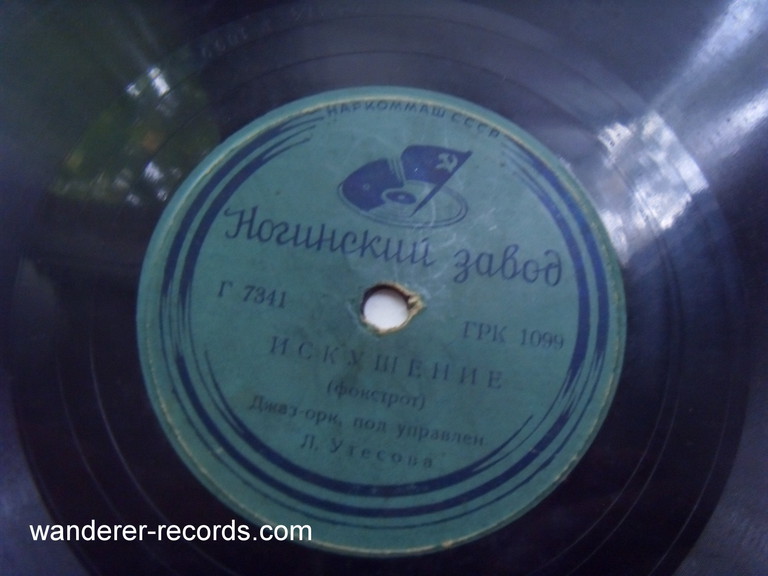 НАРКОММАШ СССР
Ногинский завод
Г 7341
ГРК 1099
ИСКУШЕНИЕ
(фокстрот)
Джаз-орк. под управлен.
Л. Утесова
wanderer-records.com